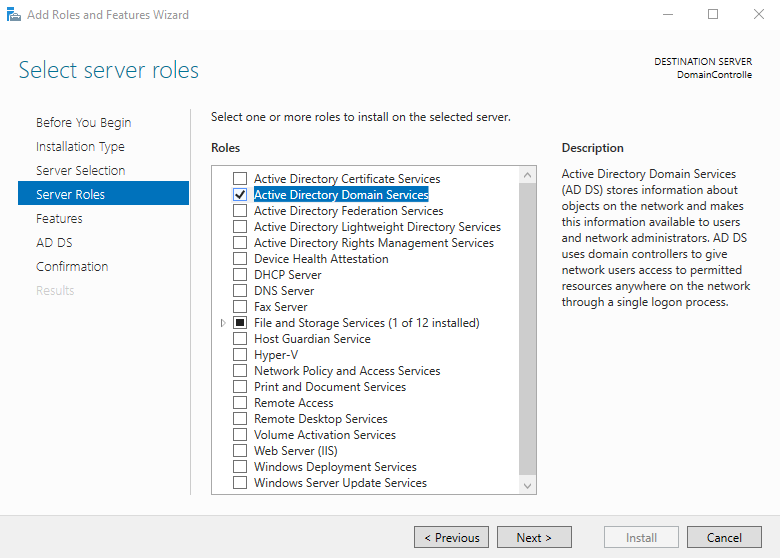 Add Roles and Features Wizard
Select server roles
DESTINATION SERVER
DomainControlle
Before You Begin
Installation Type
Server Selection
Server Roles
Features
AD DS
Confirmation
Results
Select one or more roles to install on the selected server.
Roles
Active Directory Certificate Services
Active Directory Domain Services
Active Directory Federation Services
Active Directory Lightweight Directory Services
Active Directory Rights Management Services
Device Health Attestation
DHCP Server
DNS Server
Fax Server
File and Storage Services (1 of 12 installed)
Host Guardian Service
Hyper-V
Network Policy and Access Services
Print and Document Services
Remote Access
Remote Desktop Services
Volume Activation Services
Web Server (IIS)
Windows Deployment Services
Windows Server Update Services
Description
Active Directory Domain Services
(AD DS) stores information about
objects on the network and makes
this information available to users
and network administrators. AD DS
uses domain controllers to give
network users access to permitted
resources anywhere on the network
through a single logon process.
< Previous
Next >
Install
Cancel